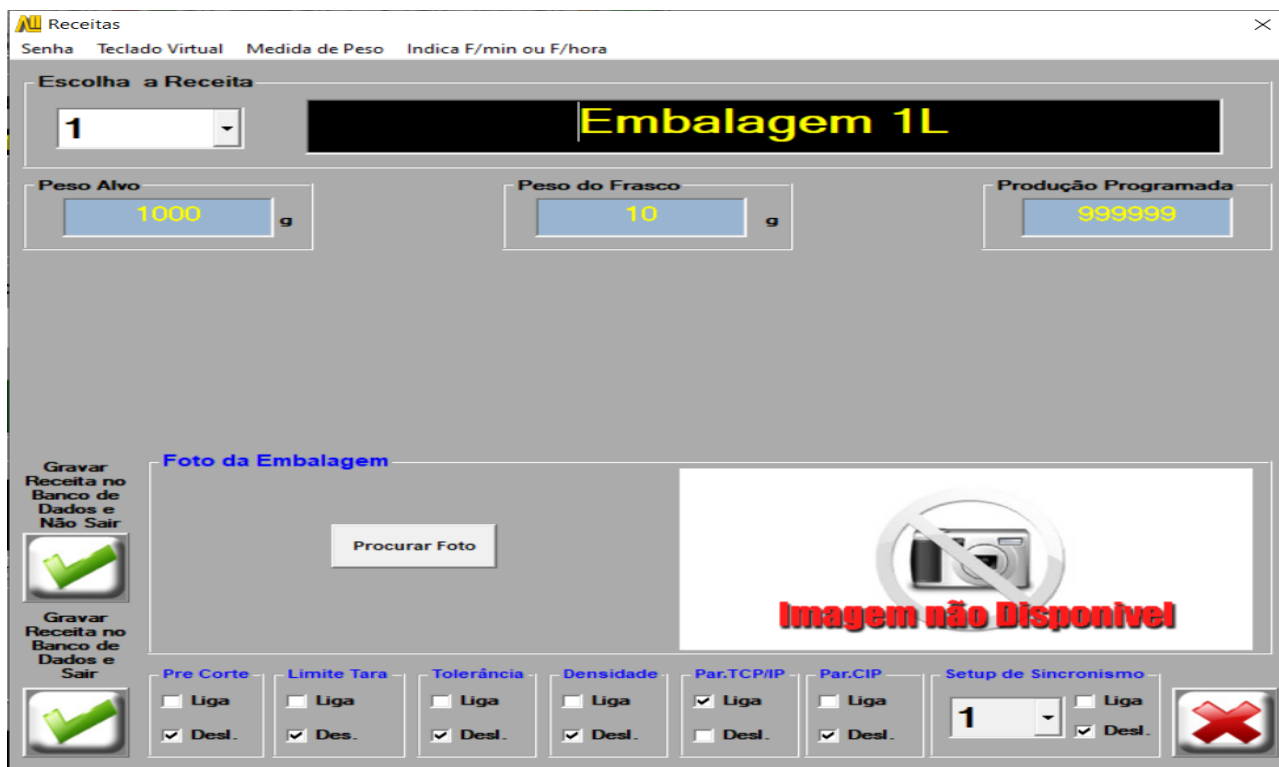 Receitas
Senha Teclado Virtual Medida de Peso Indica F/min ou F/hora
Escolha a Receita
1
Embalagem 1L
Peso Alvo
1000 g
Peso do Frasco
10 g
Produção Programada
999999
Gravar
Receita no
Banco de
Dados e
Não Sair
Foto da Embalagem
Procurar Foto
Imagem não Disponivel
Gravar
Receita no
Banco de
Dados e
Sair
Pre Corte
Liga
Desl.
Limite Tara
Liga
Des.
Tolerância
Liga
Desl.
Densidade
Liga
Desl.
Par.TCP/IP
Liga
Desl.
Par.CIP
Liga
Desl.
Setup de Sincronismo
1
Liga
Desl.